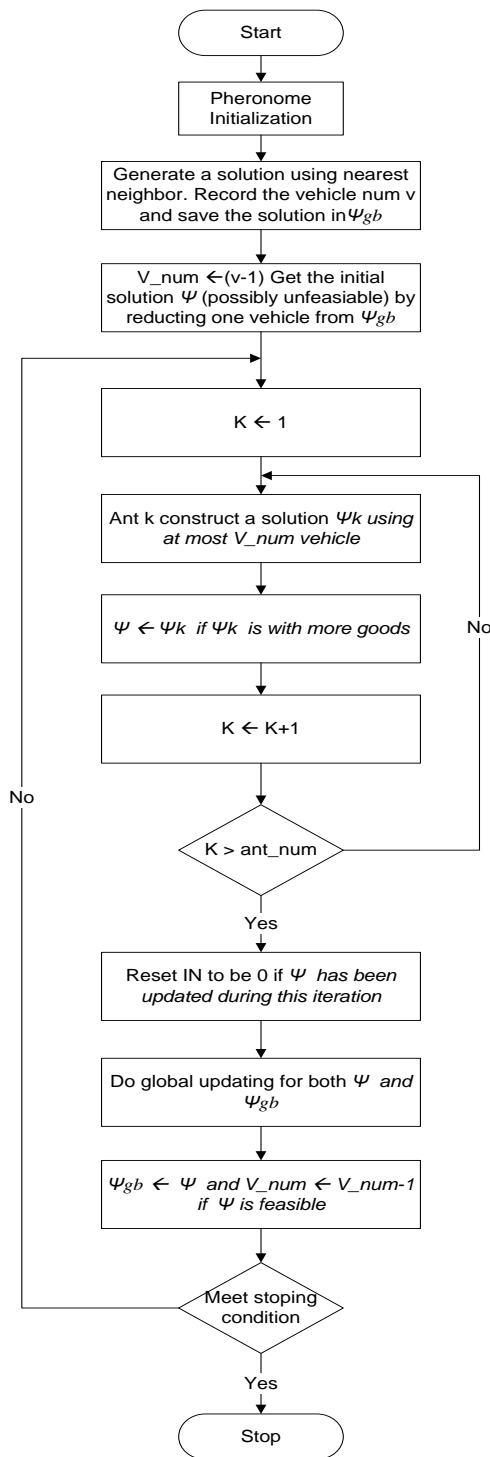 Start
Pheronome
Initialization
Generate a solution using nearest
neighbor. Record the vehicle num v
and save the solution inΨgb
V_num ←(v-1) Get the initial
solution Ψ (possibly unfeasiable) by
reducting one vehicle from Ψgb
K ← 1
Ant k construct a solution Ψk using
at most V_num vehicle
Ψ ← Ψk if Ψk is with more goods
No
K ← K+1
No
K > ant_num
Yes
Reset IN to be 0 if Ψ has been
updated during this iteration
Do global updating for both Ψ and
Ψgb
Ψgb ← Ψ and V_num ← V_num-1
if Ψ is feasible
Meet stoping
condition
Yes
Stop